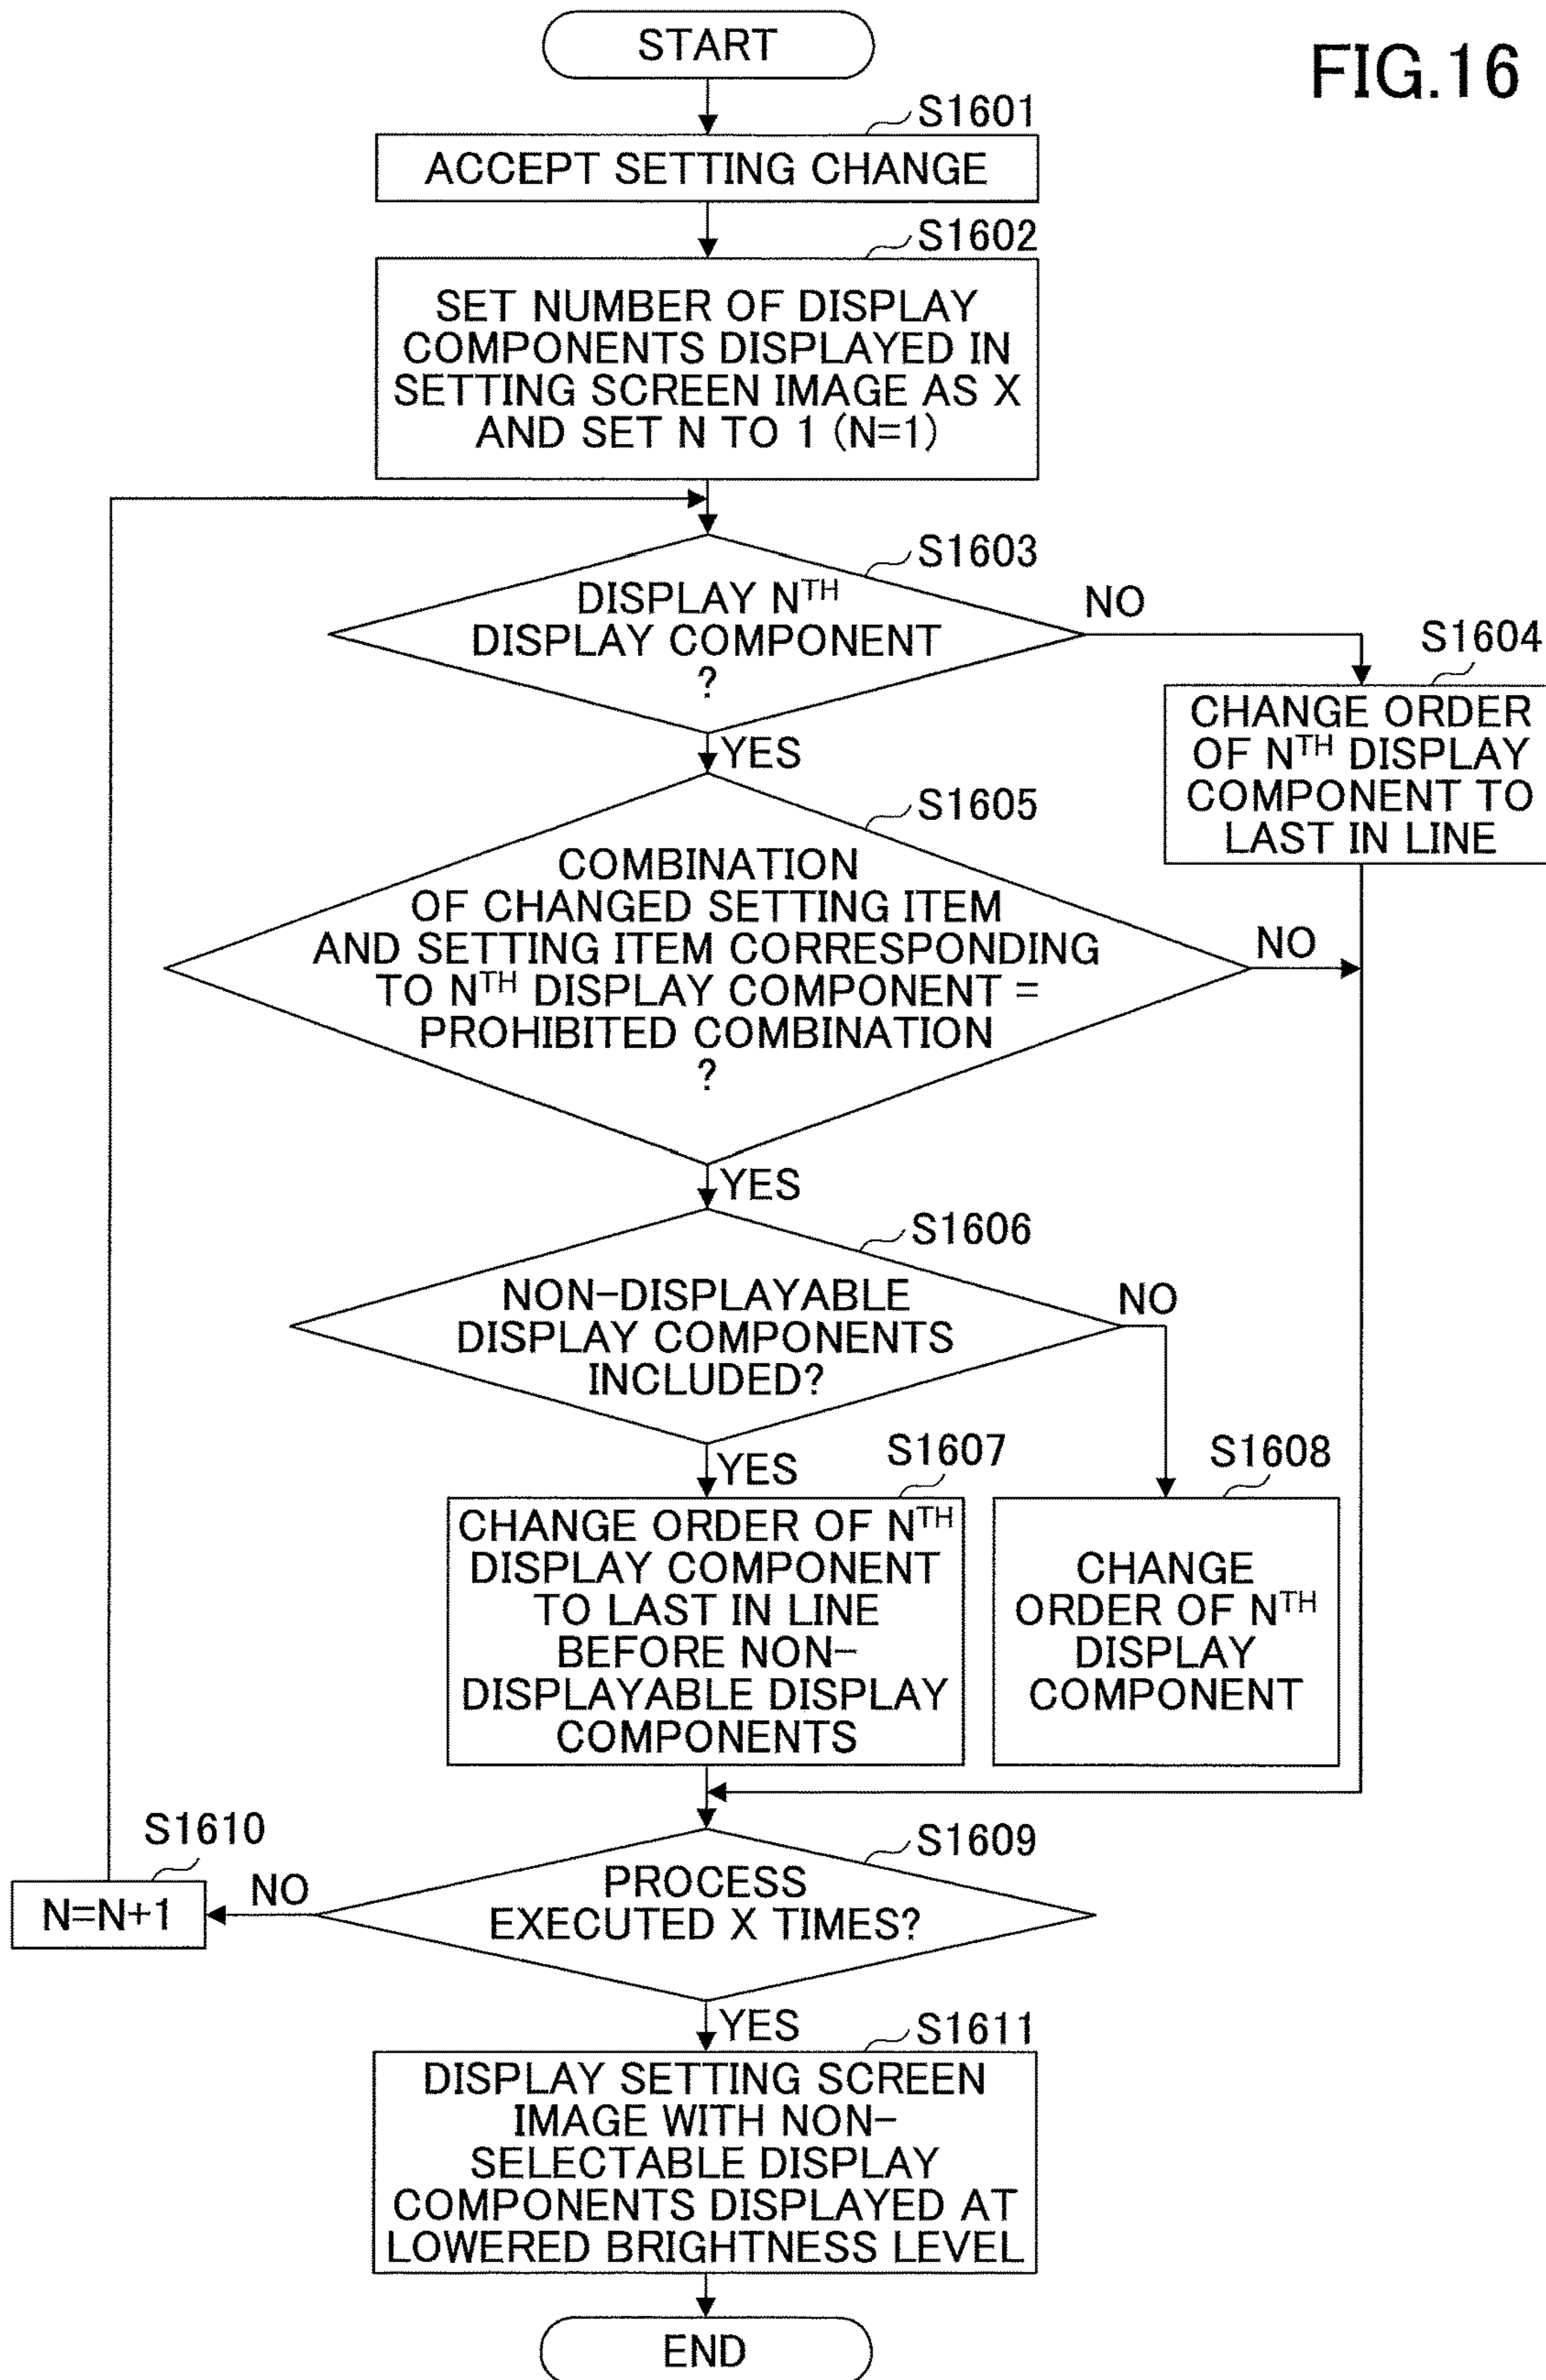 START
FIG.16
S1601
ACCEPT SETTING CHANGE
S1602
SET NUMBER OF DISPLAY
COMPONENTS DISPLAYED IN
SETTING SCREEN IMAGE AS X
AND SET N TO 1 (N=1)
S1603
DISPLAY NTH
DISPLAY COMPONENT
?
NO
YES
S1604
CHANGE ORDER
OF NTH DISPLAY
COMPONENT TO
LAST IN LINE
S1605
COMBINATION
OF CHANGED SETTING ITEM
AND SETTING ITEM CORRESPONDING
TO NTH DISPLAY COMPONENT =
PROHIBITED COMBINATION
?
NO
YES
S1606
NON-DISPLAYABLE
DISPLAY COMPONENTS
INCLUDED?
NO
YES
S1607
CHANGE ORDER OF NTH
DISPLAY COMPONENT
TO LAST IN LINE
BEFORE NON-
DISPLAYABLE DISPLAY
COMPONENTS
S1608
CHANGE
ORDER OF NTH
DISPLAY
COMPONENT
S1609
PROCESS
EXECUTED X TIMES?
NO
S1610
N=N+1
YES
S1611
DISPLAY SETTING SCREEN
IMAGE WITH NON-
SELECTABLE DISPLAY
COMPONENTS DISPLAYED AT
LOWERED BRIGHTNESS LEVEL
END